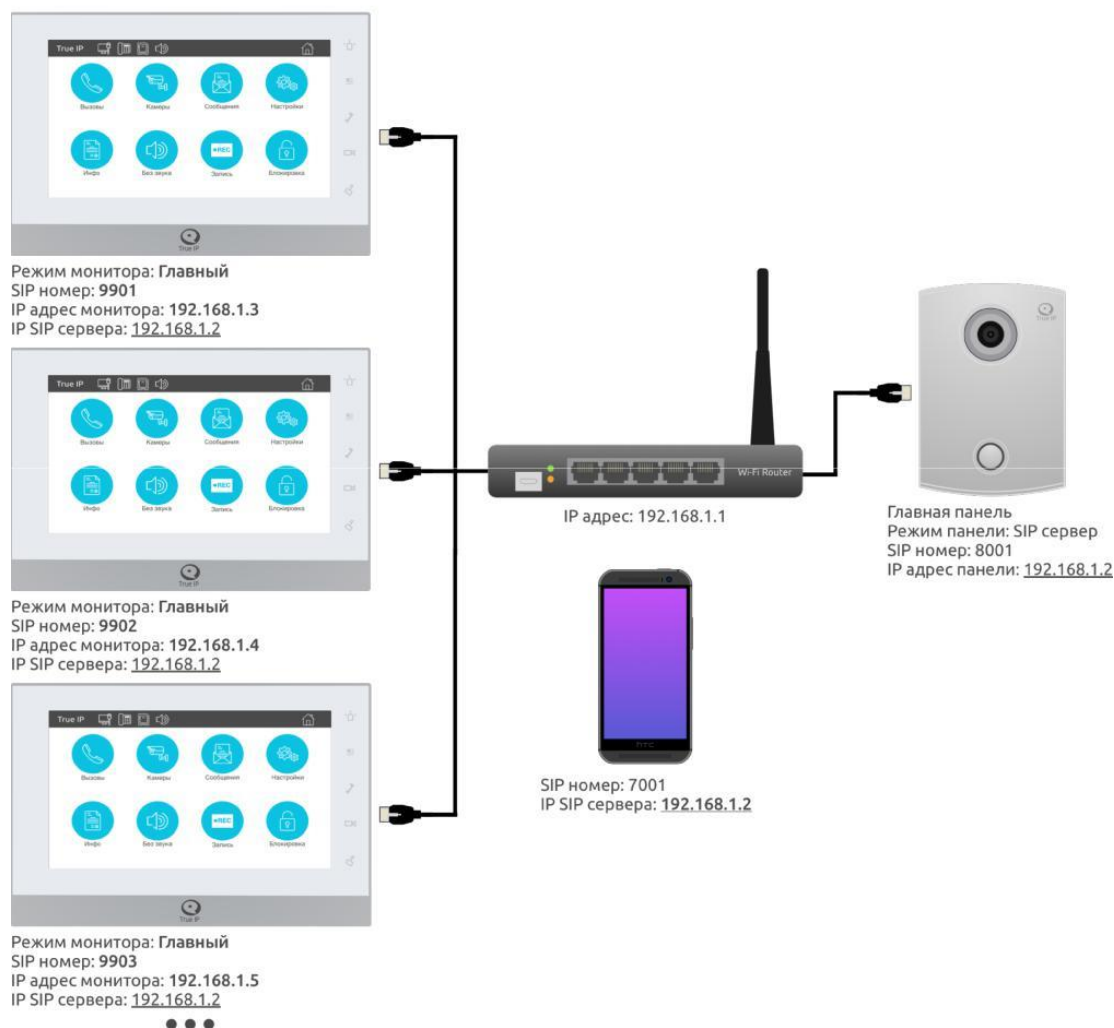 True IP
Вызовы Камеры Сообщения Настройки
Инфо Без звука Запись Блокировка
True IP
Режим монитора: Главный
SIP номер: 9901
IP адрес монитора: 192.168.1.3
IP SIP сервера: 192.168.1.2
True IP
Вызовы Камеры Сообщения Настройки
Инфо Без звука Запись Блокировка
True IP
Режим монитора: Главный
SIP номер: 9902
IP адрес монитора: 192.168.1.4
IP SIP сервера: 192.168.1.2
True IP
Вызовы Камеры Сообщения Настройки
Инфо Без звука Запись Блокировка
True IP
Режим монитора: Главный
SIP номер: 9903
IP адрес монитора: 192.168.1.5
IP SIP сервера: 192.168.1.2
Wi-Fi Router
IP адрес: 192.168.1.1
hTC
SIP номер: 7001
IP SIP сервера: 192.168.1.2
True IP
Главная панель
Режим панели: SIP сервер
SIP номер: 8001
IP адрес панели: 192.168.1.2